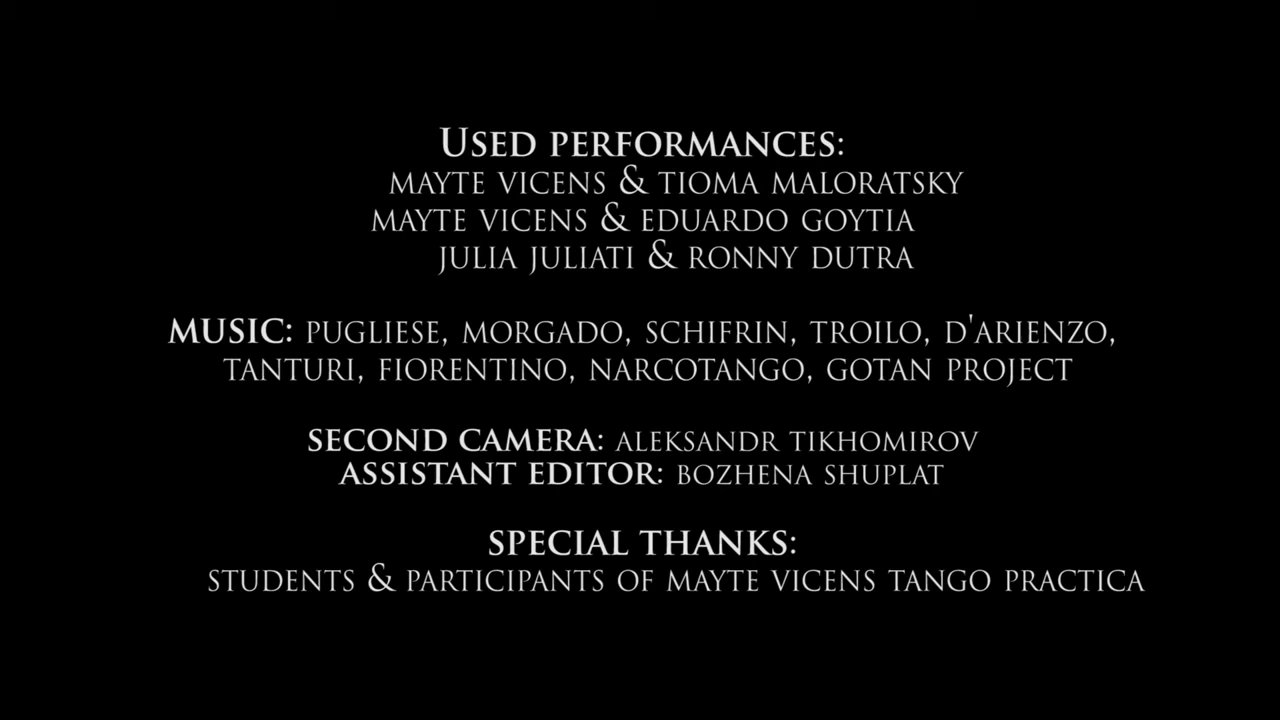 USED PERFORMANCES:
MAYTE VICENS & TIOMA MALORATSKY
MAYTE VICENS & EDUARDO GOYTIA
JULIA JULIATI & RONNY DUTRA
MUSIC: PUGLIESE, MORGADO, SCHIFRIN, TROILO, D'ARIENZO,
TANTURI, FIORENTINO, NARCOTANGO, GOTAN PROJECT
SECOND CAMERA: ALEKSANDR TIKHOMIROV
ASSISTANT EDITOR: BOZHENA SHUPLAT
SPECIAL THANKS:
STUDENTS & PARTICIPANTS OF MAYTE VICENS TANGO PRACTICA